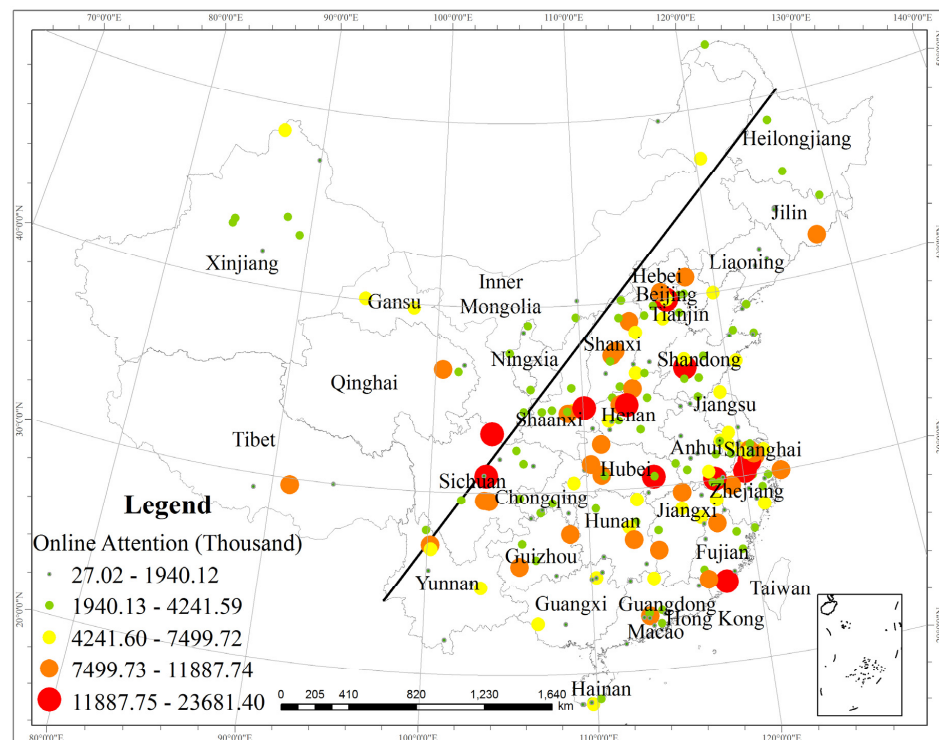 70°0'0"E 80°0'0"E 90°0'0"E 100°0'0"E 110°0'0"E 120°0'0"E 130°0'0"E 140°0'0"E
Heilongjiang
Jilin
40°0'0"N
Xinjiang
Liaoning
Inner
Mongolia
Hebei
Beijing
Gansu
Tianjin
Ningxia
Shanxi
Shandong
Qinghai
Jiangsu
Shaanxi
Henan
30°0'0"N
Tibet
Anhui
Shanghai
Hubei
Sichuan
Zhejiang
Chongqing
Legend
Jiangxi
Hunan
Online Attention (Thousand)
Fujian
Guizhou
27.02 - 1940.12
Yunnan
Taiwan
1940.13 - 4241.59
Guangxi
Guangdong
20°0'0"N
Hong Kong
4241.60 - 7499.72
Macao
7499.73 - 11887.74
Hainan
11887.75 - 23681.40
0 205 410 820 1,230 1,640
km
80°0'0"E 90°0'0"E 100°0'0"E 110°0'0"E 120°0'0"E